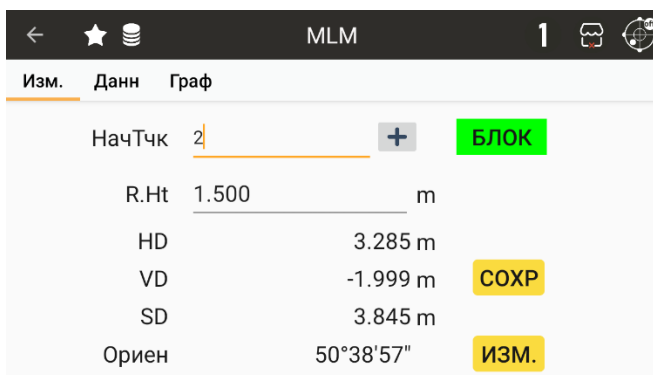 MLM 1 off
Изм. Данн Граф
НачТчк 2 + БЛОК
R.Ht 1.500 m
HD 3.285 m
VD -1.999 m СОХР
SD 3.845 m
Ориен 50°38'57" ИЗМ.